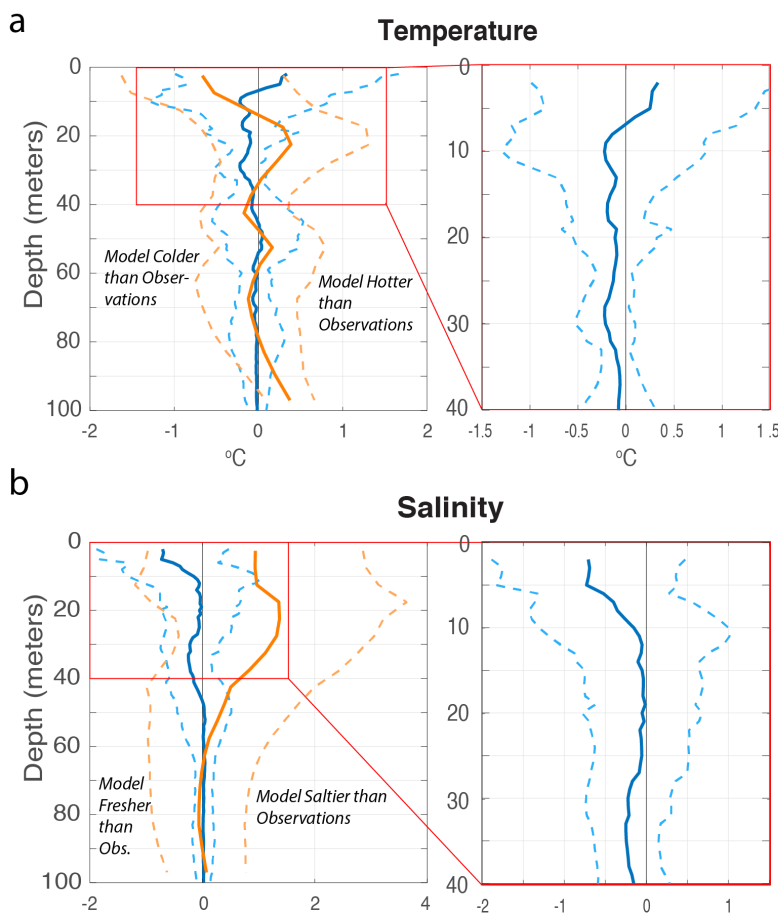 a
Temperature
0
20
40
60
80
100
Depth (meters)
Model Colder
than Obser-
vations
Model Hotter
than
Observations
-2
-1
0
1
2
ºC
0
10
20
30
40
-1.5
-1
-0.5
0
0.5
1
1.5
ºC
b
Salinity
0
20
40
60
80
100
Depth (meters)
Model
Fresher
than
Obs.
Model Saltier than
Observations
-2
0
2
4
0
10
20
30
40
-2
-1
0
1